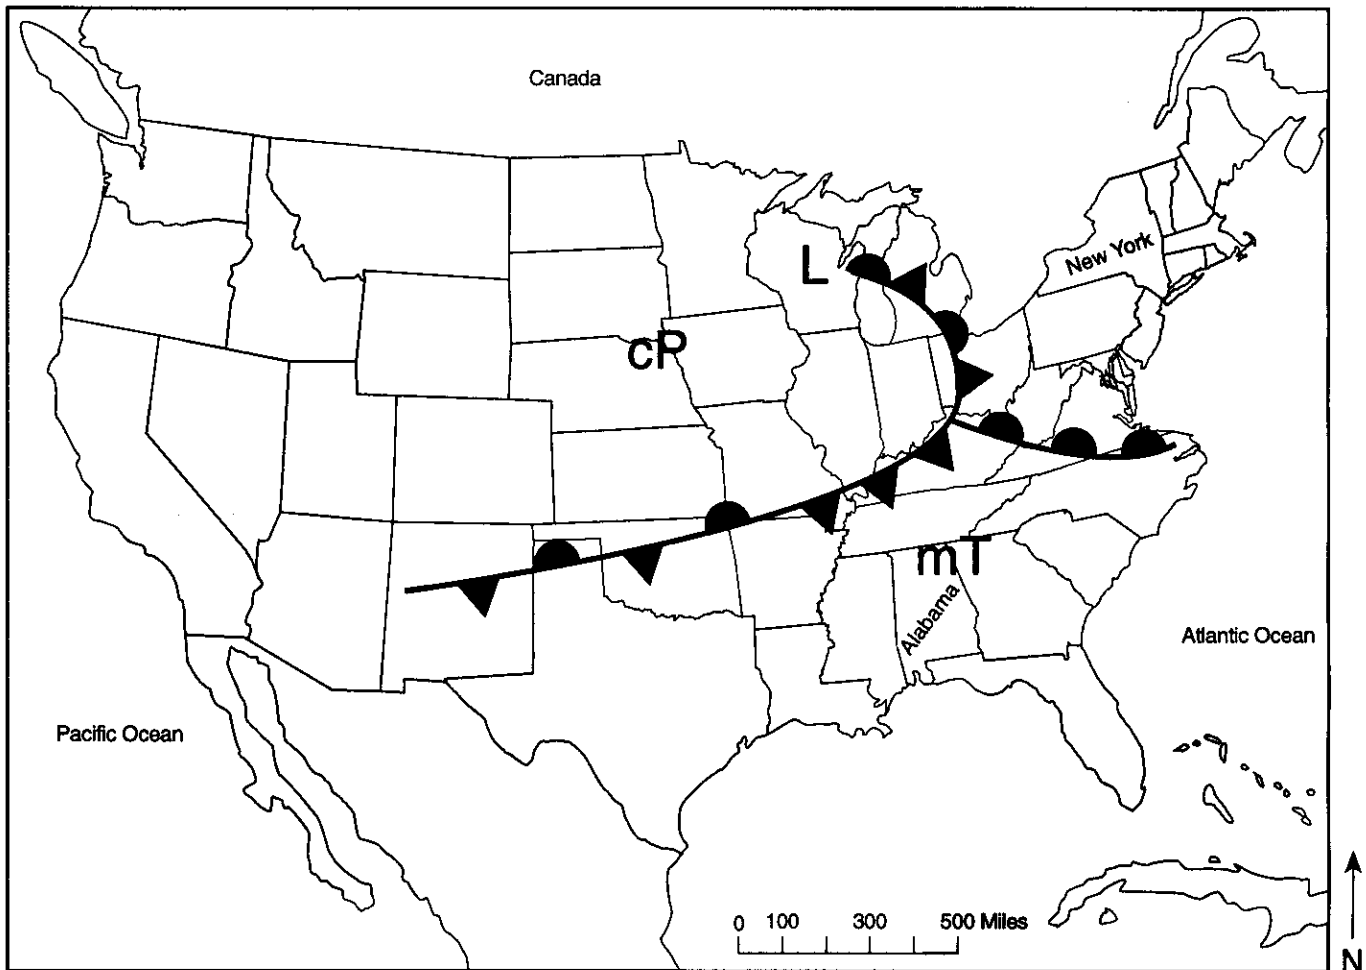 Canada
New York
L
cP
mT
Alabama
Atlantic Ocean
Pacific Ocean
0 100 300 500 Miles
N